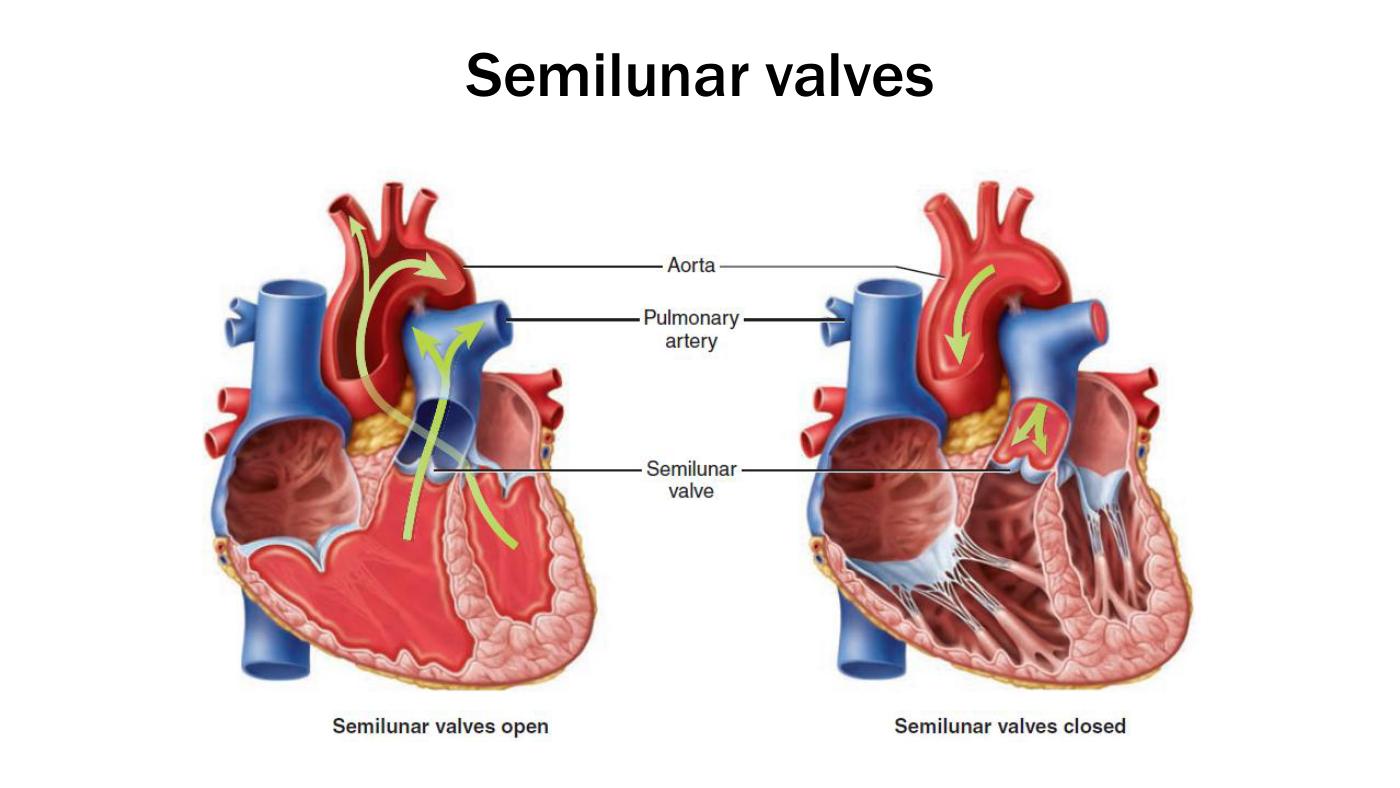 Semilunar valves
Aorta
Pulmonary
artery
Semilunar
valve
Semilunar valves open
Semilunar valves closed